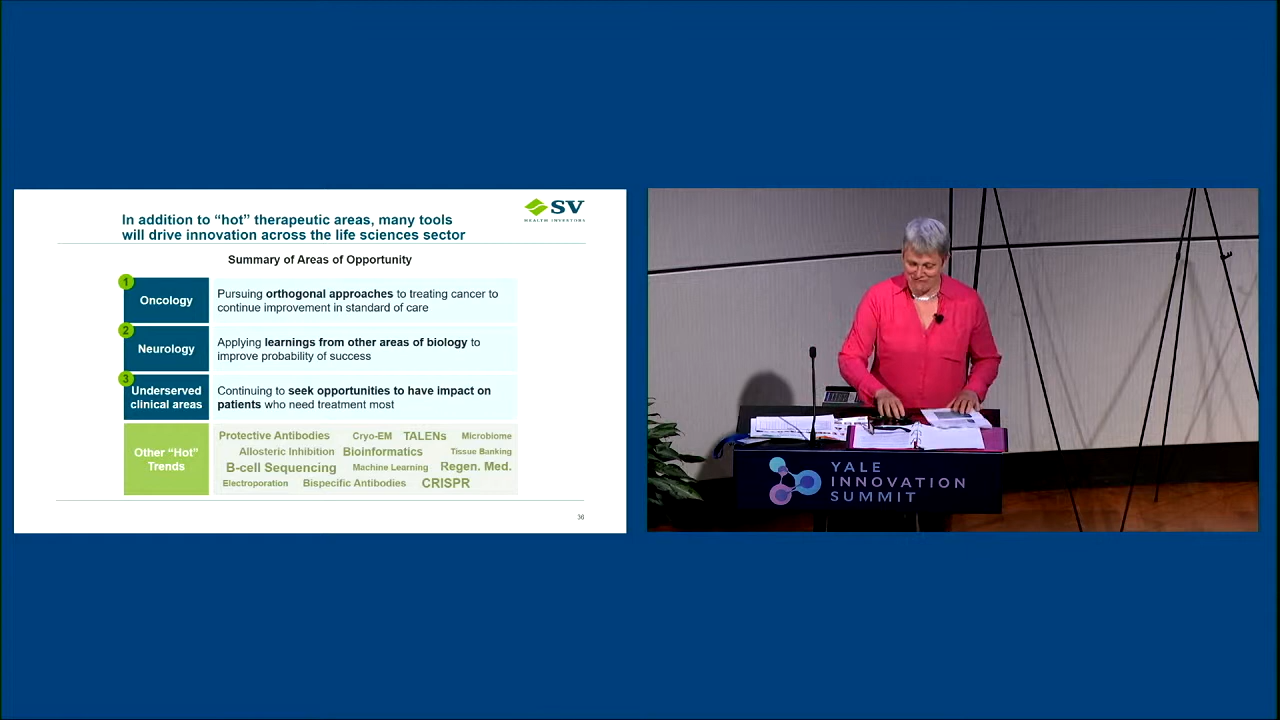 In addition to “hot” therapeutic areas, many tools
will drive innovation across the life sciences sector
SV
HEALTH INVESTORS
Summary of Areas of Opportunity
1
Oncology
Pursuing orthogonal approaches to treating cancer to
continue improvement in standard of care
2
Neurology
Applying learnings from other areas of biology to
improve probability of success
3
Underserved
clinical areas
Continuing to seek opportunities to have impact on
patients who need treatment most
Other “Hot”
Trends
Protective Antibodies Cryo-EM TALENs Microbiome
Allosteric Inhibition Bioinformatics Tissue Banking
B-cell Sequencing Machine Learning Regen. Med.
Electroporation Bispecific Antibodies CRISPR
36
YALE
INNOVATION
SUMMIT